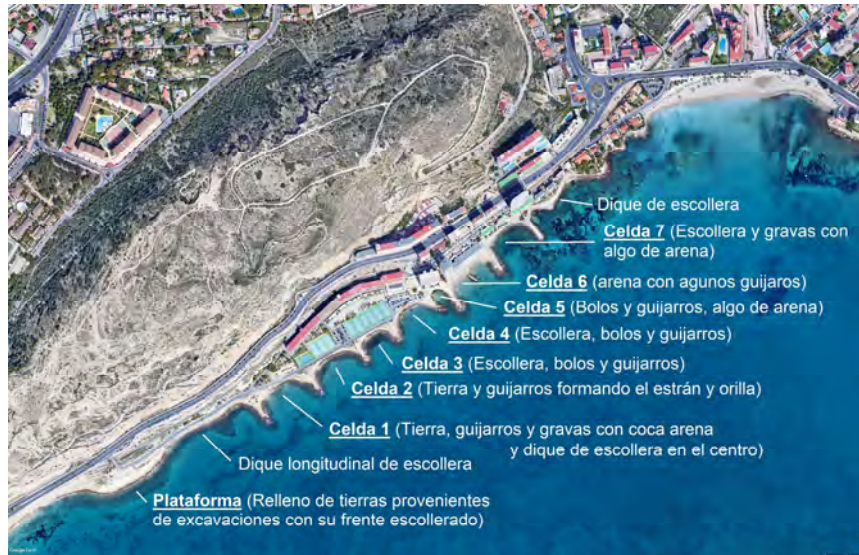 Dique de escollera
Celda 7 (Escollera y gravas con
algo de arena)
Celda 6 (arena con agunos guijaros)
Celda 5 (Bolos y guijarros, algo de arena)
Celda 4 (Escollera, bolos y guijarros)
Celda 3 (Escollera, bolos y guijarros)
Celda 2 (Tierra y guijarros formando el estrán y orilla)
Celda 1 (Tierra, guijarros y gravas con coca arena
y dique de escollera en el centro)
Dique longitudinal de escollera
Plataforma (Relleno de tierras provenientes
de excavaciones con su frente escollerado)
Google Earth